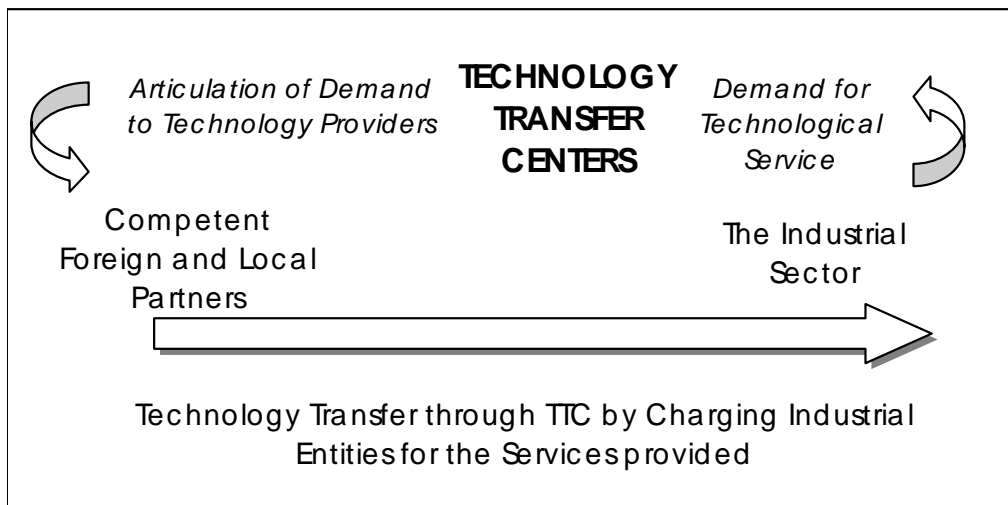 Articulation of Demand
to Technology Providers
TECHNOLOGY
TRANSFER
CENTERS
Demand for
Technological
Service
Competent
Foreign and Local
Partners
The Industrial
Sector
Technology Transfer through TTC by Charging Industrial
Entities for the Services provided